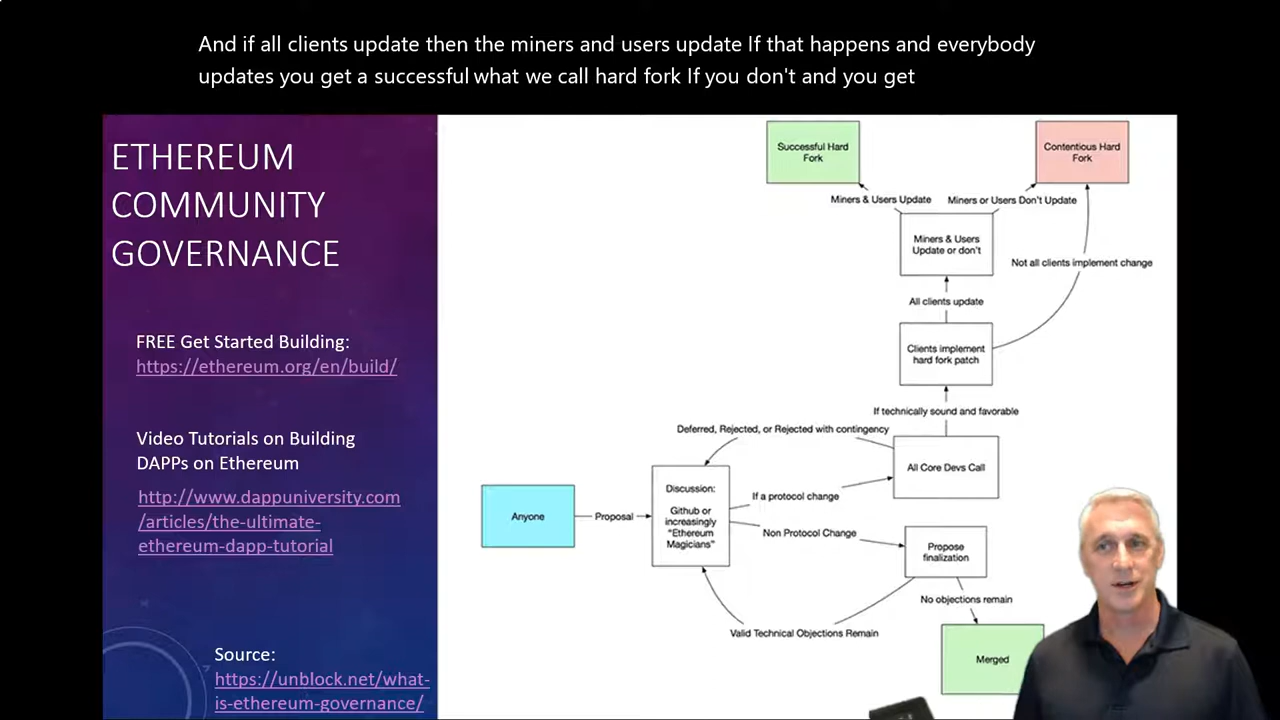 And if all clients update then the miners and users update If that happens and everybody
updates you get a successful what we call hard fork If you don't and you get
ETHEREUM
COMMUNITY
GOVERNANCE
FREE Get Started Building:
https://ethereum.org/en/build/
Video Tutorials on Building
DAPPs on Ethereum
http://www.dappuniversity.com
/articles/the-ultimate-
ethereum-dapp-tutorial
Source:
https://unblock.net/what-
is-ethereum-governance/
Successful Hard
Fork
Contentious Hard
Fork
Miners & Users Update
Miners or Users Don't Update
Miners & Users
Update or don't
Not all clients implement change
All clients update
Clients implement
hard fork patch
If technically sound and favorable
Deferred, Rejected, or Rejected with contingency
All Core Devs Call
Discussion:
Github or
increasingly
"Ethereum
Magicians"
If a protocol change
Anyone
Proposal
Non Protocol Change
Propose
finalization
No objections remain
Valid Technical Objections Remain
Merged